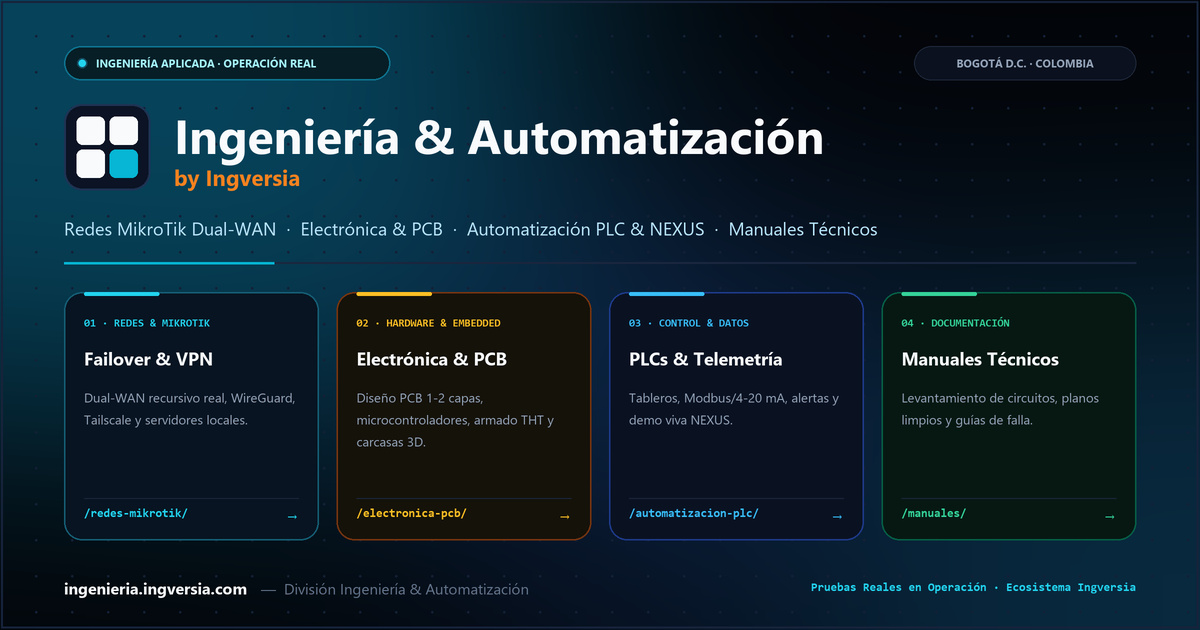 INGENIERÍA APLICADA · OPERACIÓN REAL
BOGOTÁ D.C. · COLOMBIA
Ingeniería & Automatización
by Ingversia
Redes MikroTik Dual-WAN · Electrónica & PCB · Automatización PLC & NEXUS · Manuales Técnicos
01 · REDES & MIKROTIK
Failover & VPN
Dual-WAN recursivo real, WireGuard,
Tailscale y servidores locales.
/redes-mikrotik/ →
02 · HARDWARE & EMBEDDED
Electrónica & PCB
Diseño PCB 1-2 capas,
microcontroladores, armado THT y
carcasas 3D.
/electronica-pcb/ →
03 · CONTROL & DATOS
PLCs & Telemetría
Tableros, Modbus/4-20 mA, alertas y
demo viva NEXUS.
/automatizacion-plc/ →
04 · DOCUMENTACIÓN
Manuales Técnicos
Levantamiento de circuitos, planos
limpios y guías de falla.
/manuales/ →
ingenieria.ingversia.com — División Ingeniería & Automatización
Pruebas Reales en Operación · Ecosistema Ingversia